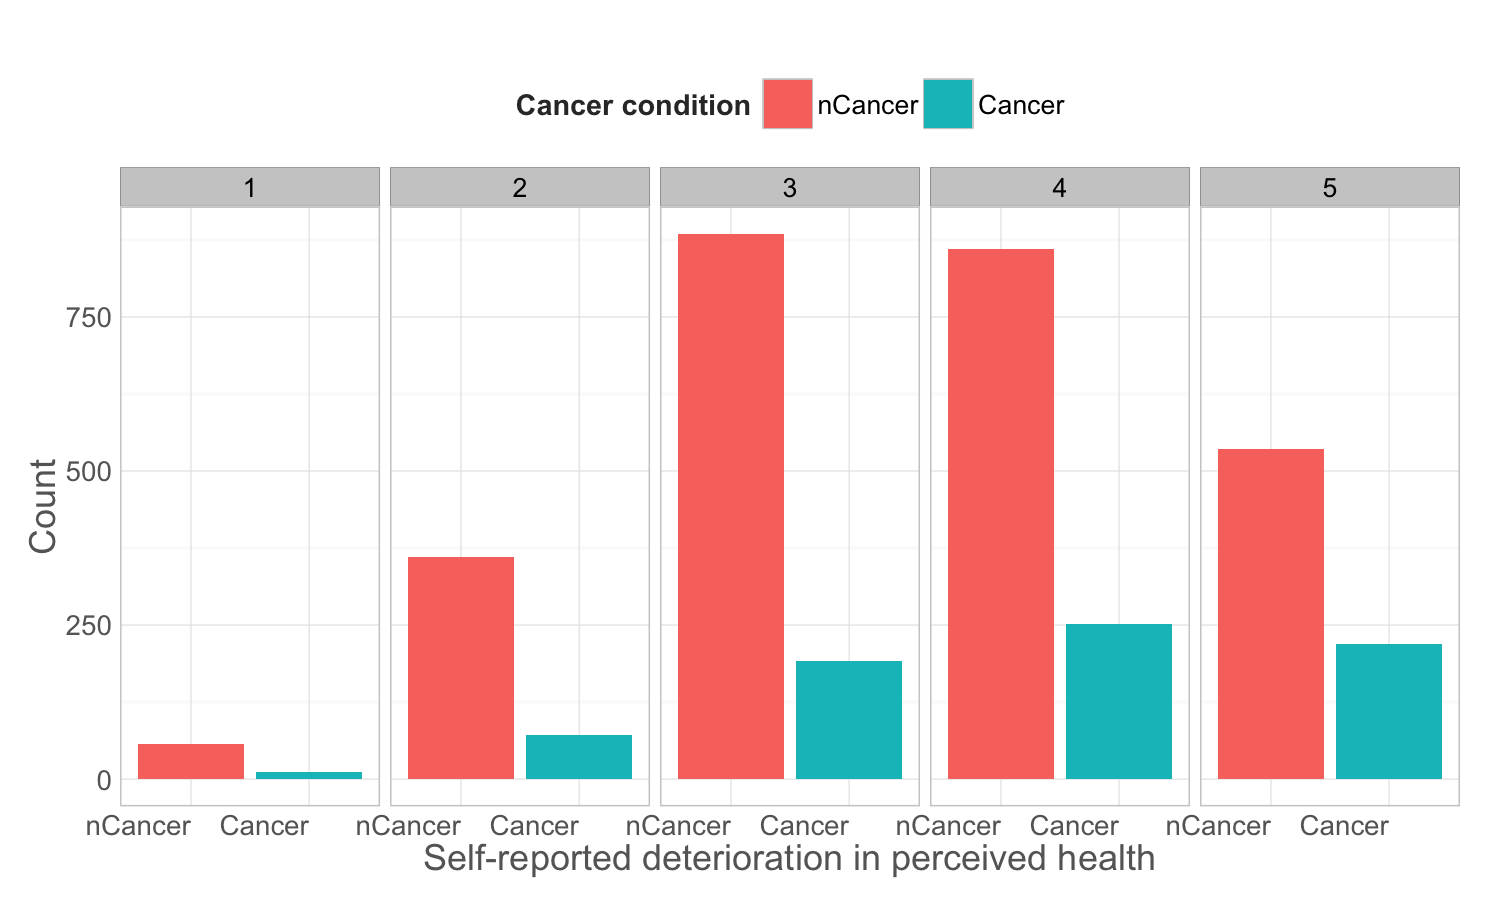 Cancer condition nCancer Cancer
1 2 3 4 5
750
500
250
0
Count
nCancer Cancer nCancer Cancer nCancer Cancer nCancer Cancer nCancer Cancer
Self-reported deterioration in perceived health